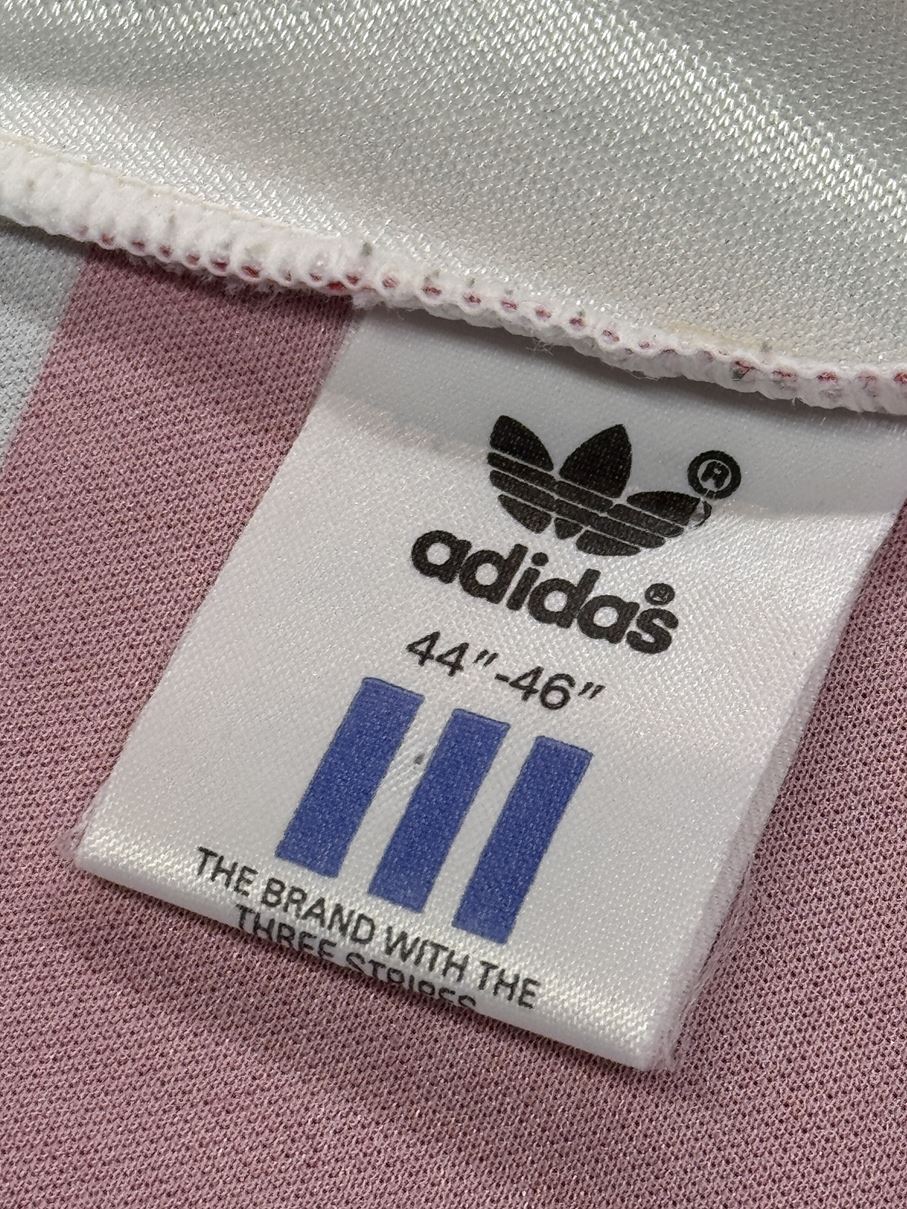 ®
adidas®
44"-46"
THE BRAND WITH THE
THREE STRIPES